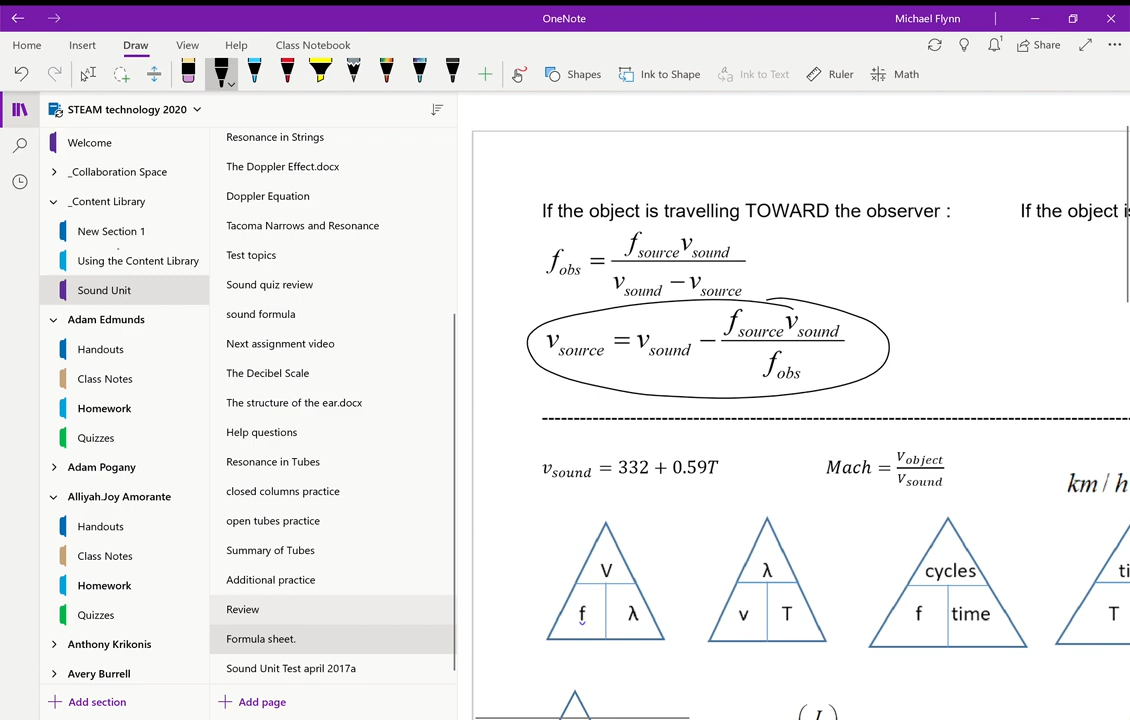 OneNote
Michael Flynn
Home Insert Draw View Help Class Notebook
1 Share
Shapes Ink to Shape Ink to Text Ruler Math
STEAM technology 2020
Welcome
_Collaboration Space
_Content Library
New Section 1
Using the Content Library
Sound Unit
Adam Edmunds
Handouts
Class Notes
Homework
Quizzes
Adam Pogany
Alliyah.Joy Amorante
Handouts
Class Notes
Homework
Quizzes
Anthony Krikonis
Avery Burrell
Add section
Resonance in Strings
The Doppler Effect.docx
Doppler Equation
Tacoma Narrows and Resonance
Test topics
Sound quiz review
sound formula
Next assignment video
The Decibel Scale
The structure of the ear.docx
Help questions
Resonance in Tubes
closed columns practice
open tubes practice
Summary of Tubes
Additional practice
Review
Formula sheet.
Sound Unit Test april 2017a
Add page
If the object is travelling TOWARD the observer : If the object
f_obs = f_source v_sound / (v_sound − v_source)
v_source = v_sound − f_source v_sound / f_obs
v_sound = 332 + 0.59T Mach = V_object / V_sound
km / h
V
f λ
λ
v T
cycles
f time
ti
T